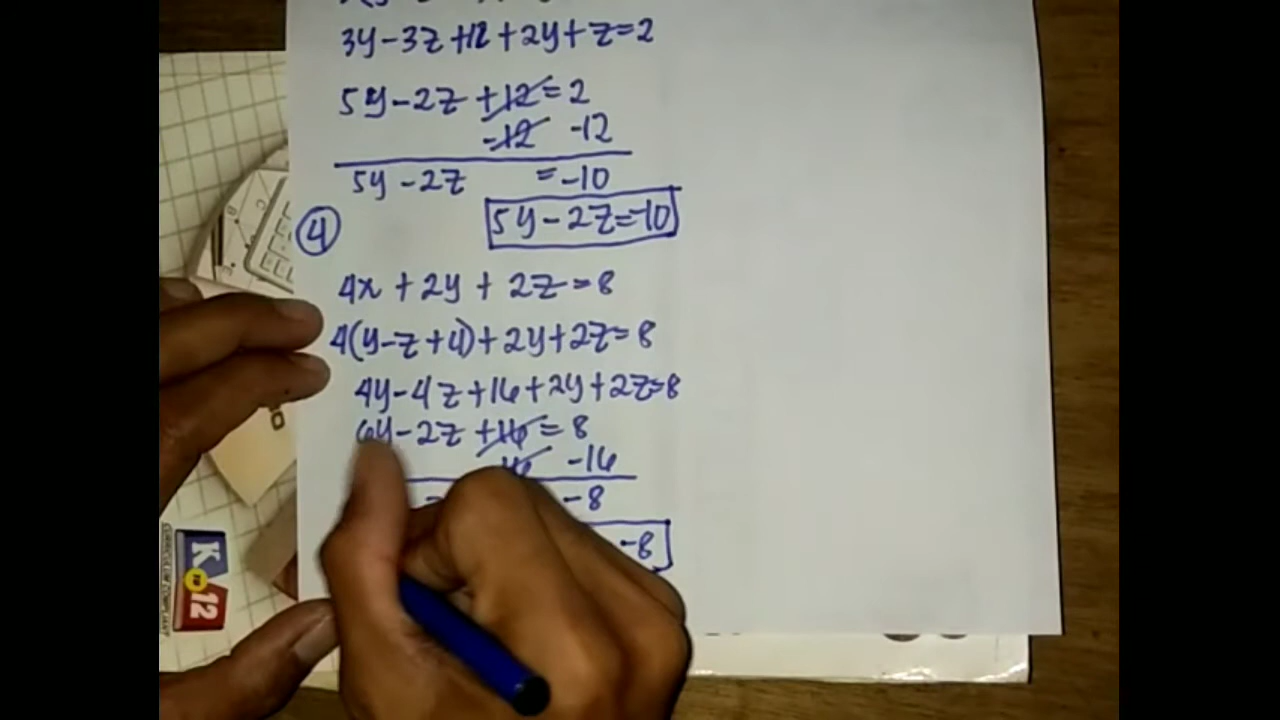 3y-3z+12+2y+z=2
5y-2z+12=2
-12 -12
5y-2z =-10
5y-2z=-10
4
4x+2y+2z=8
4(y-z+4)+2y+2z=8
4y-4z+16+2y+2z=8
6y-2z+16=8
-16
-8
-8
K
TO
12